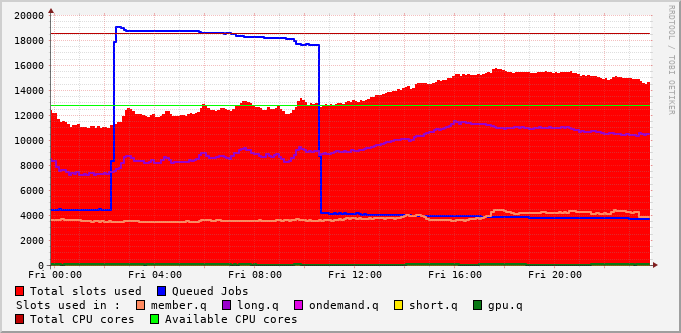 20000
18000
16000
14000
12000
10000
8000
6000
4000
2000
0
Fri 00:00 Fri 04:00 Fri 08:00 Fri 12:00 Fri 16:00 Fri 20:00
Total slots used Queued Jobs
Slots used in : member.q long.q ondemand.q short.q gpu.q
Total CPU cores Available CPU cores
RRDTOOL / TOBI OETIKER